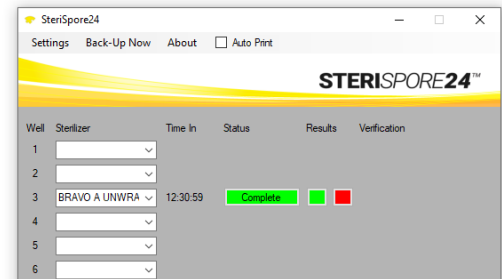 SteriSpore24
Settings Back-Up Now About Auto Print
STERISPORE24™
Well Sterilizer Time In Status Results Verification
1
2
3 BRAVO A UNWRA 12:30:59 Complete
4
5
6